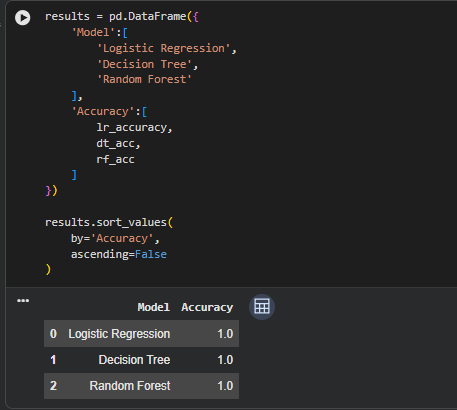 results = pd.DataFrame({
    'Model':[
        'Logistic Regression',
        'Decision Tree',
        'Random Forest'
    ],
    'Accuracy':[
        lr_accuracy,
        dt_acc,
        rf_acc
    ]
})

results.sort_values(
    by='Accuracy',
    ascending=False
)
Model Accuracy
0 Logistic Regression 1.0
1 Decision Tree 1.0
2 Random Forest 1.0